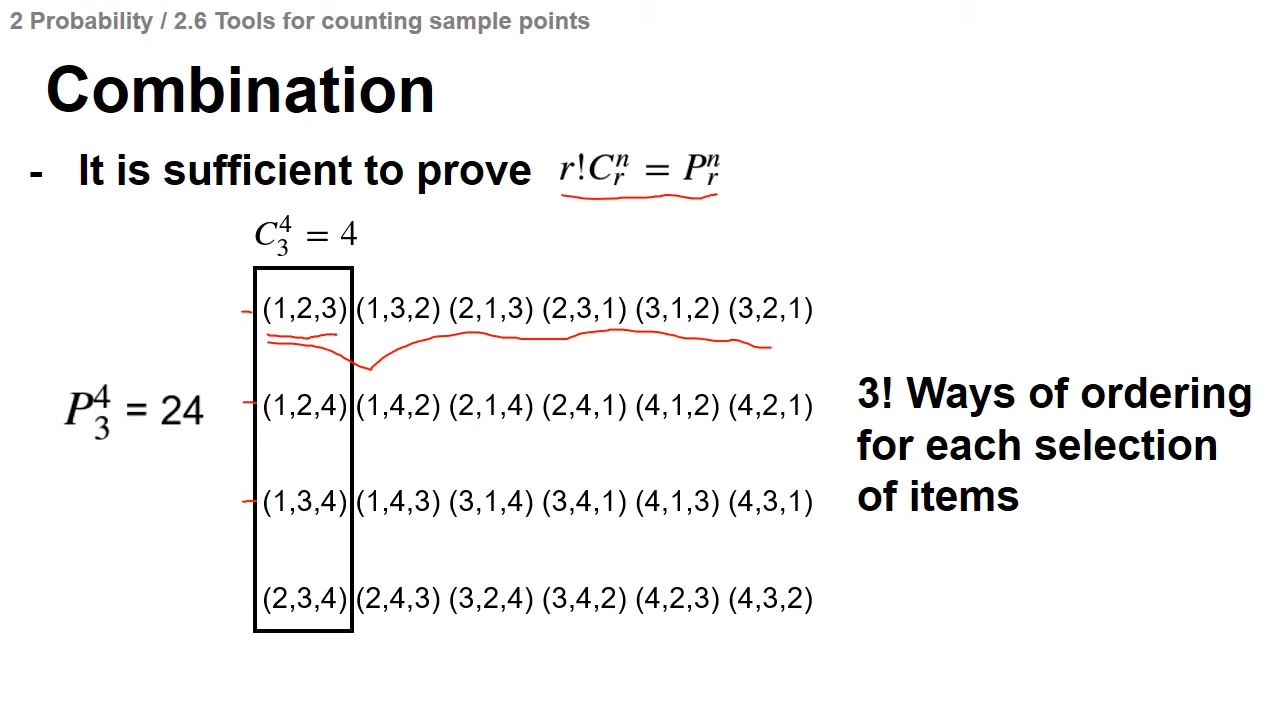 2 Probability / 2.6 Tools for counting sample points
Combination
- It is sufficient to prove r!Cₙʳ = Pₙʳ
C₃⁴ = 4
(1,2,3) (1,3,2) (2,1,3) (2,3,1) (3,1,2) (3,2,1)
P₃⁴ = 24
(1,2,4) (1,4,2) (2,1,4) (2,4,1) (4,1,2) (4,2,1)
(1,3,4) (1,4,3) (3,1,4) (3,4,1) (4,1,3) (4,3,1)
(2,3,4) (2,4,3) (3,2,4) (3,4,2) (4,2,3) (4,3,2)
3! Ways of ordering
for each selection
of items